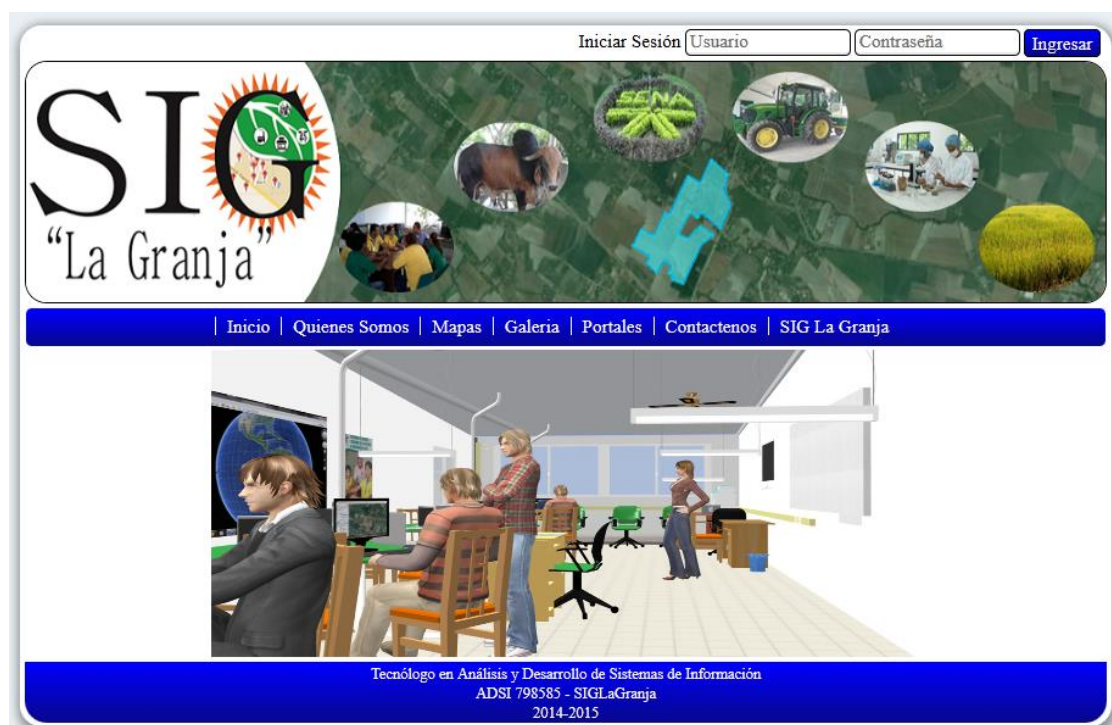 Iniciar Sesión Usuario Contraseña Ingresar
SIG
“La Granja”
SENA
Inicio Quienes Somos Mapas Galeria Portales Contactenos SIG La Granja
Tecnólogo en Análisis y Desarrollo de Sistemas de Información
ADSI 798585 - SIGLaGranja
2014-2015